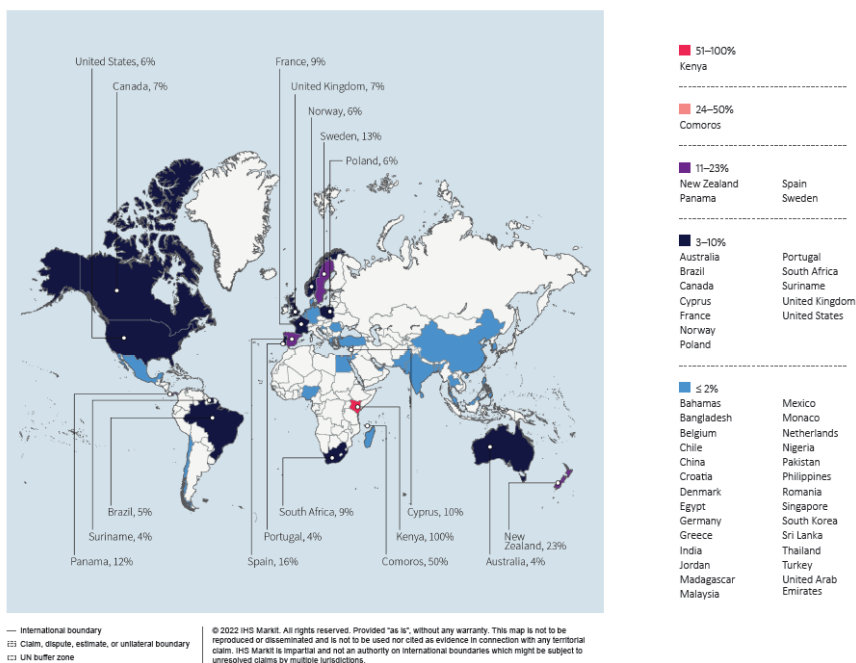 United States, 6%
France, 9%
Canada, 7%
United Kingdom, 7%
Norway, 6%
Sweden, 13%
Poland, 6%
Brazil, 5%
South Africa, 9%
Cyprus, 10%
Suriname, 4%
Portugal, 4%
Kenya, 100%
New
Zealand, 23%
Panama, 12%
Spain, 16%
Comoros, 50%
Australia, 4%
51–100%
Kenya
24–50%
Comoros
11–23%
New Zealand Spain
Panama Sweden
3–10%
Australia Portugal
Brazil South Africa
Canada Suriname
Cyprus United Kingdom
France United States
Norway
Poland
≤ 2%
Bahamas Mexico
Bangladesh Monaco
Belgium Netherlands
Chile Nigeria
China Pakistan
Croatia Philippines
Denmark Romania
Egypt Singapore
Germany South Korea
Greece Sri Lanka
India Thailand
Jordan Turkey
Madagascar United Arab
Malaysia Emirates
International boundary
Claim, dispute, estimate, or unilateral boundary
UN buffer zone
© 2022 IHS Markit. All rights reserved. Provided "as is", without any warranty. This map is not to be
reproduced or disseminated and is not to be used nor cited as evidence in connection with any territorial
claim. IHS Markit is impartial and not an authority on international boundaries which might be subject to
unresolved claims by multiple jurisdictions.